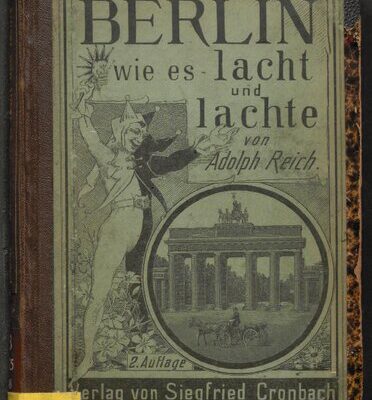 BERLIN
wie es lacht
und
lachte
von
Adolph Reich.
2. Auflage
Verlag von Siegfried Cronbach